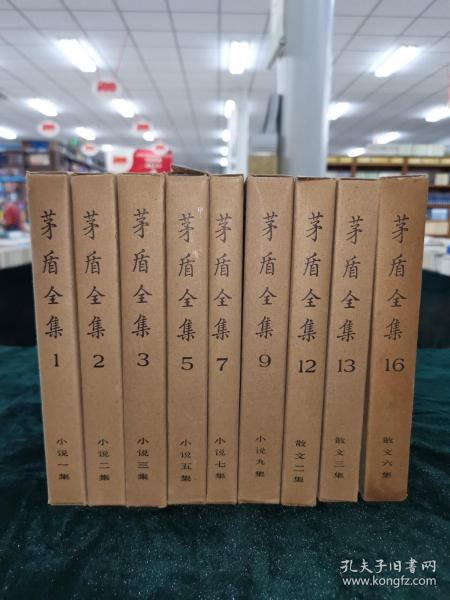 茅盾全集 1 小说一集
茅盾全集 2 小说二集
茅盾全集 3 小说三集
茅盾全集 5 小说五集
茅盾全集 7 小说七集
茅盾全集 9 小说九集
茅盾全集 12 散文二集
茅盾全集 13 散文三集
茅盾全集 16 散文六集
孔夫子旧书网
www.kongfz.com